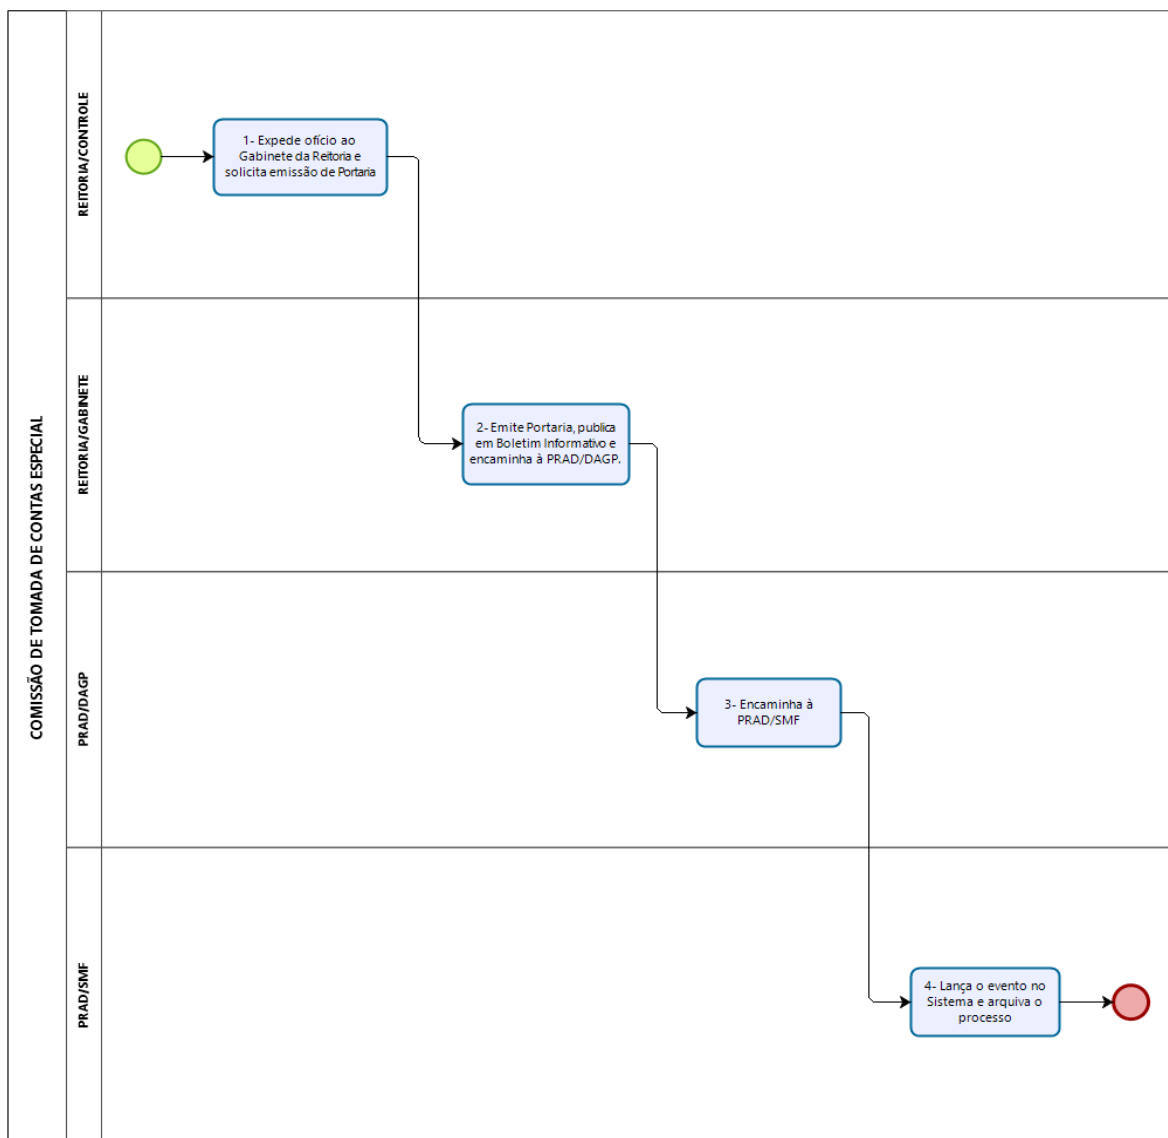 COMISSÃO DE TOMADA DE CONTAS ESPECIAL
REITORIA/CONTROLE
1- Expede ofício ao
Gabinete da Reitoria e
solicita emissão de Portaria
REITORIA/GABINETE
2- Emite Portaria, publica
em Boletim Informativo e
encaminha à PRAD/DAGP.
PRAD/DAGP
3- Encaminha à
PRAD/SMF
PRAD/SMF
4- Lança o evento no
Sistema e arquiva o
processo